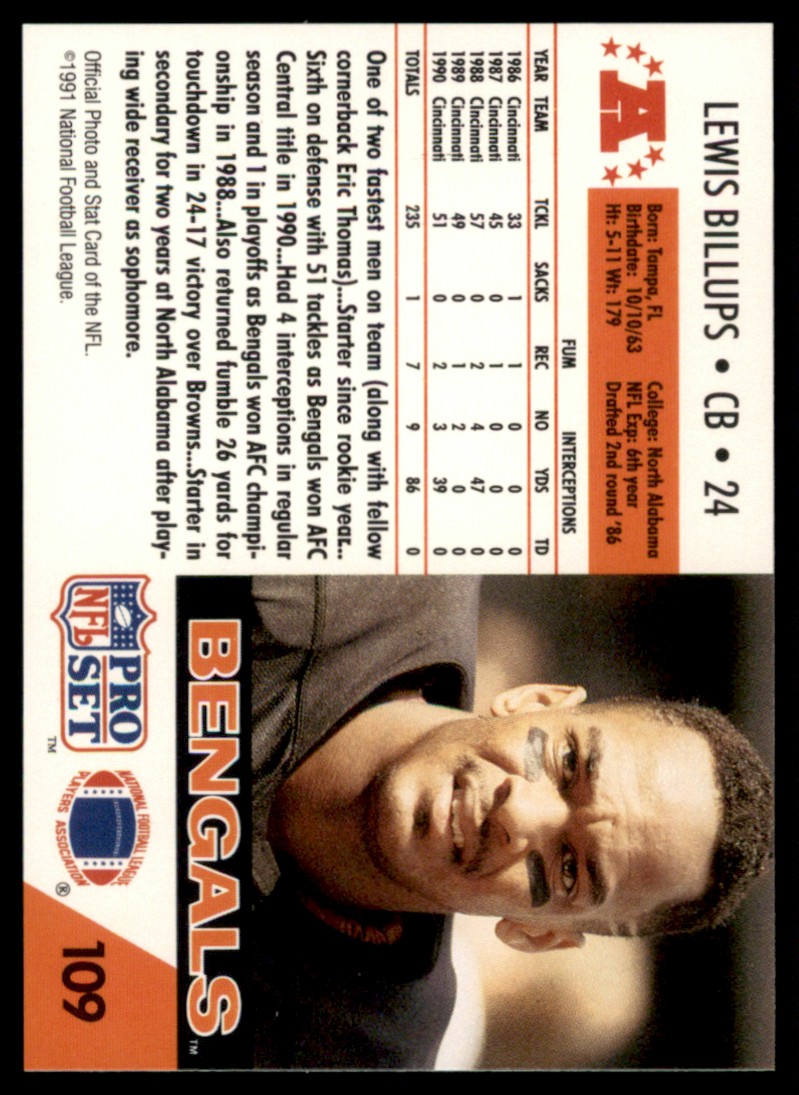 LEWIS BILLUPS • CB • 24
A
Born: Tampa, FL College: North Alabama
Birthdate: 10/10/63 NFL Exp: 6th year
Ht: 5-11 Wt: 179 Drafted 2nd round '86
FUM INTERCEPTIONS
YEAR TEAM TCKL SACKS REC NO YDS TD
1986 Cincinnati 33 1 1 0 0 0
1987 Cincinnati 45 0 1 0 0 0
1988 Cincinnati 57 0 2 4 47 0
1989 Cincinnati 49 0 1 2 0 0
1990 Cincinnati 51 0 2 3 39 0
TOTALS 235 1 7 9 86 0
One of two fastest men on team (along with fellow
cornerback Eric Thomas)...Starter since rookie year...
Sixth on defense with 51 tackles as Bengals won AFC
Central title in 1990...Had 4 interceptions in regular
season and 1 in playoffs as Bengals won AFC champi-
onship in 1988...Also returned fumble 26 yards for
touchdown in 24-17 victory over Browns...Starter in
secondary for two years at North Alabama after play-
ing wide receiver as sophomore.
Official Photo and Stat Card of the NFL.
©1991 National Football League.
BENGALS™
NFL PRO SET™
NATIONAL FOOTBALL LEAGUE PLAYERS ASSOCIATION ®
109